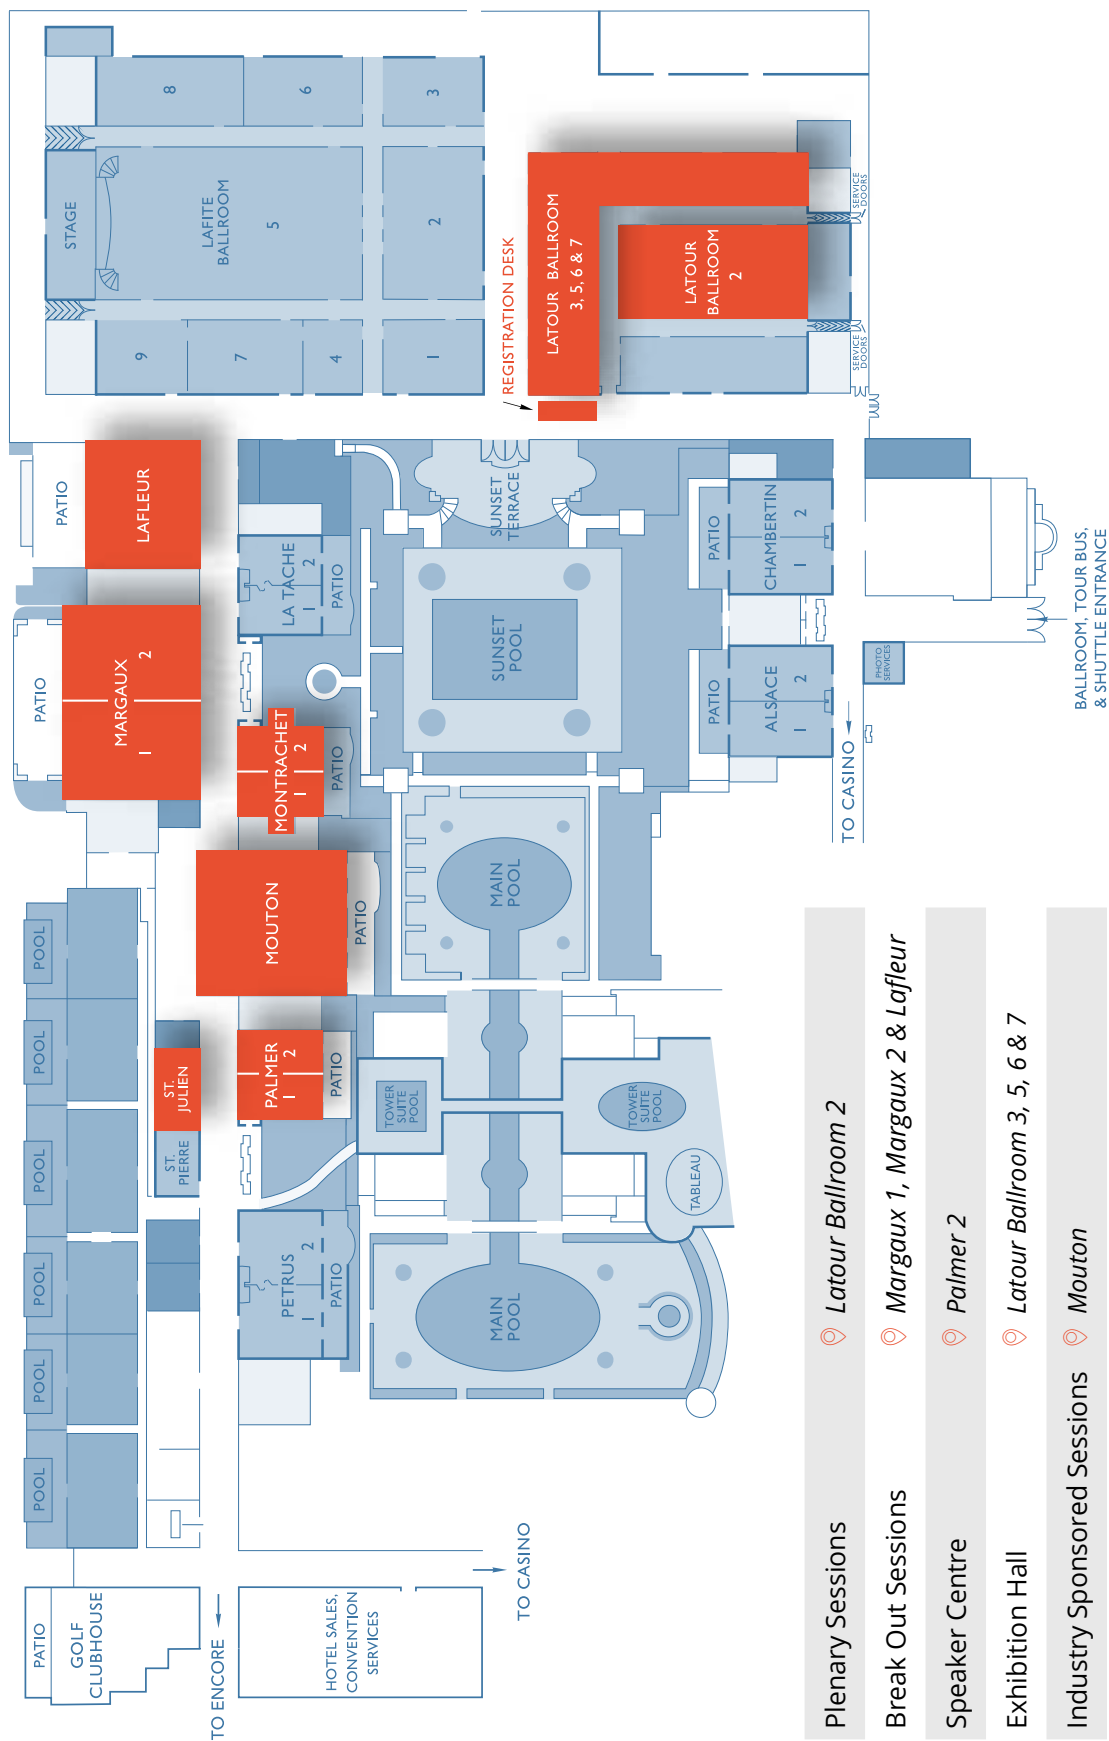 STAGE
8
6
3
LAFITE
BALLROOM
5
2
9
7
4
1
REGISTRATION DESK
LATOUR BALLROOM
3, 5, 6 & 7
LATOUR
BALLROOM
2
SERVICE
DOORS
SERVICE
DOORS
PATIO
LAFLEUR
PATIO
MARGAUX
1
2
LA TACHE
1
2
PATIO
MONTRACHET
1
2
PATIO
MOUTON
PATIO
PALMER
1
2
PATIO
ST.
JULIEN
ST.
PIERRE
PETRUS
1
2
PATIO
SUNSET
TERRACE
SUNSET
POOL
MAIN
POOL
TOWER
SUITE
POOL
TOWER
SUITE
POOL
TABLEAU
MAIN
POOL
PATIO
CHAMBERTIN
1
2
PATIO
ALSACE
1
2
PHOTO
SERVICES
BALLROOM, TOUR BUS,
& SHUTTLE ENTRANCE
TO CASINO
POOL
POOL
POOL
POOL
POOL
POOL
PATIO
GOLF
CLUBHOUSE
TO ENCORE
HOTEL SALES,
CONVENTION
SERVICES
TO CASINO
Plenary Sessions Latour Ballroom 2
Break Out Sessions Margaux 1, Margaux 2 & Lafleur
Speaker Centre Palmer 2
Exhibition Hall Latour Ballroom 3, 5, 6 & 7
Industry Sponsored Sessions Mouton